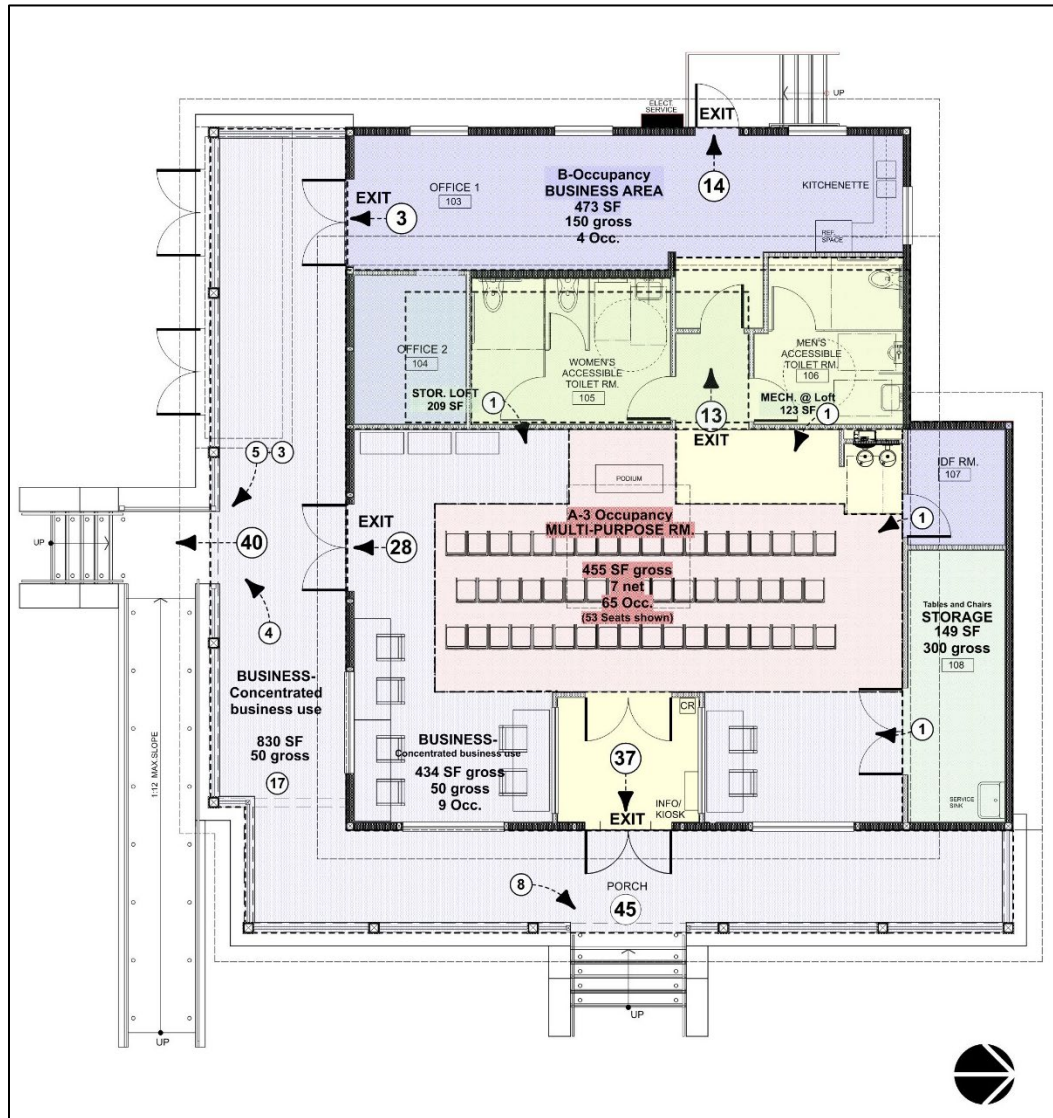 UP
ELECT.
SERVICE
EXIT
14
B-Occupancy
BUSINESS AREA
473 SF
150 gross
4 Occ.
OFFICE 1
103
KITCHENETTE
REF.
SPACE
EXIT
3
OFFICE 2
104
STOR. LOFT
209 SF
1
WOMEN'S
ACCESSIBLE
TOILET RM.
105
13
EXIT
MEN'S
ACCESSIBLE
TOILET RM.
106
MECH. @ Loft
123 SF
1
IDF RM.
107
1
5
3
PODIUM
A-3 Occupancy
MULTI-PURPOSE RM.
455 SF gross
7 net
65 Occ.
(53 Seats shown)
EXIT
28
UP
40
4
Tables and Chairs
STORAGE
149 SF
300 gross
108
1
SERVICE
SINK
BUSINESS-
Concentrated
business use
830 SF
50 gross
17
1:12 MAX SLOPE
UP
BUSINESS-
Concentrated business use
434 SF gross
50 gross
9 Occ.
CR
37
INFO/
KIOSK
EXIT
8
PORCH
45
UP